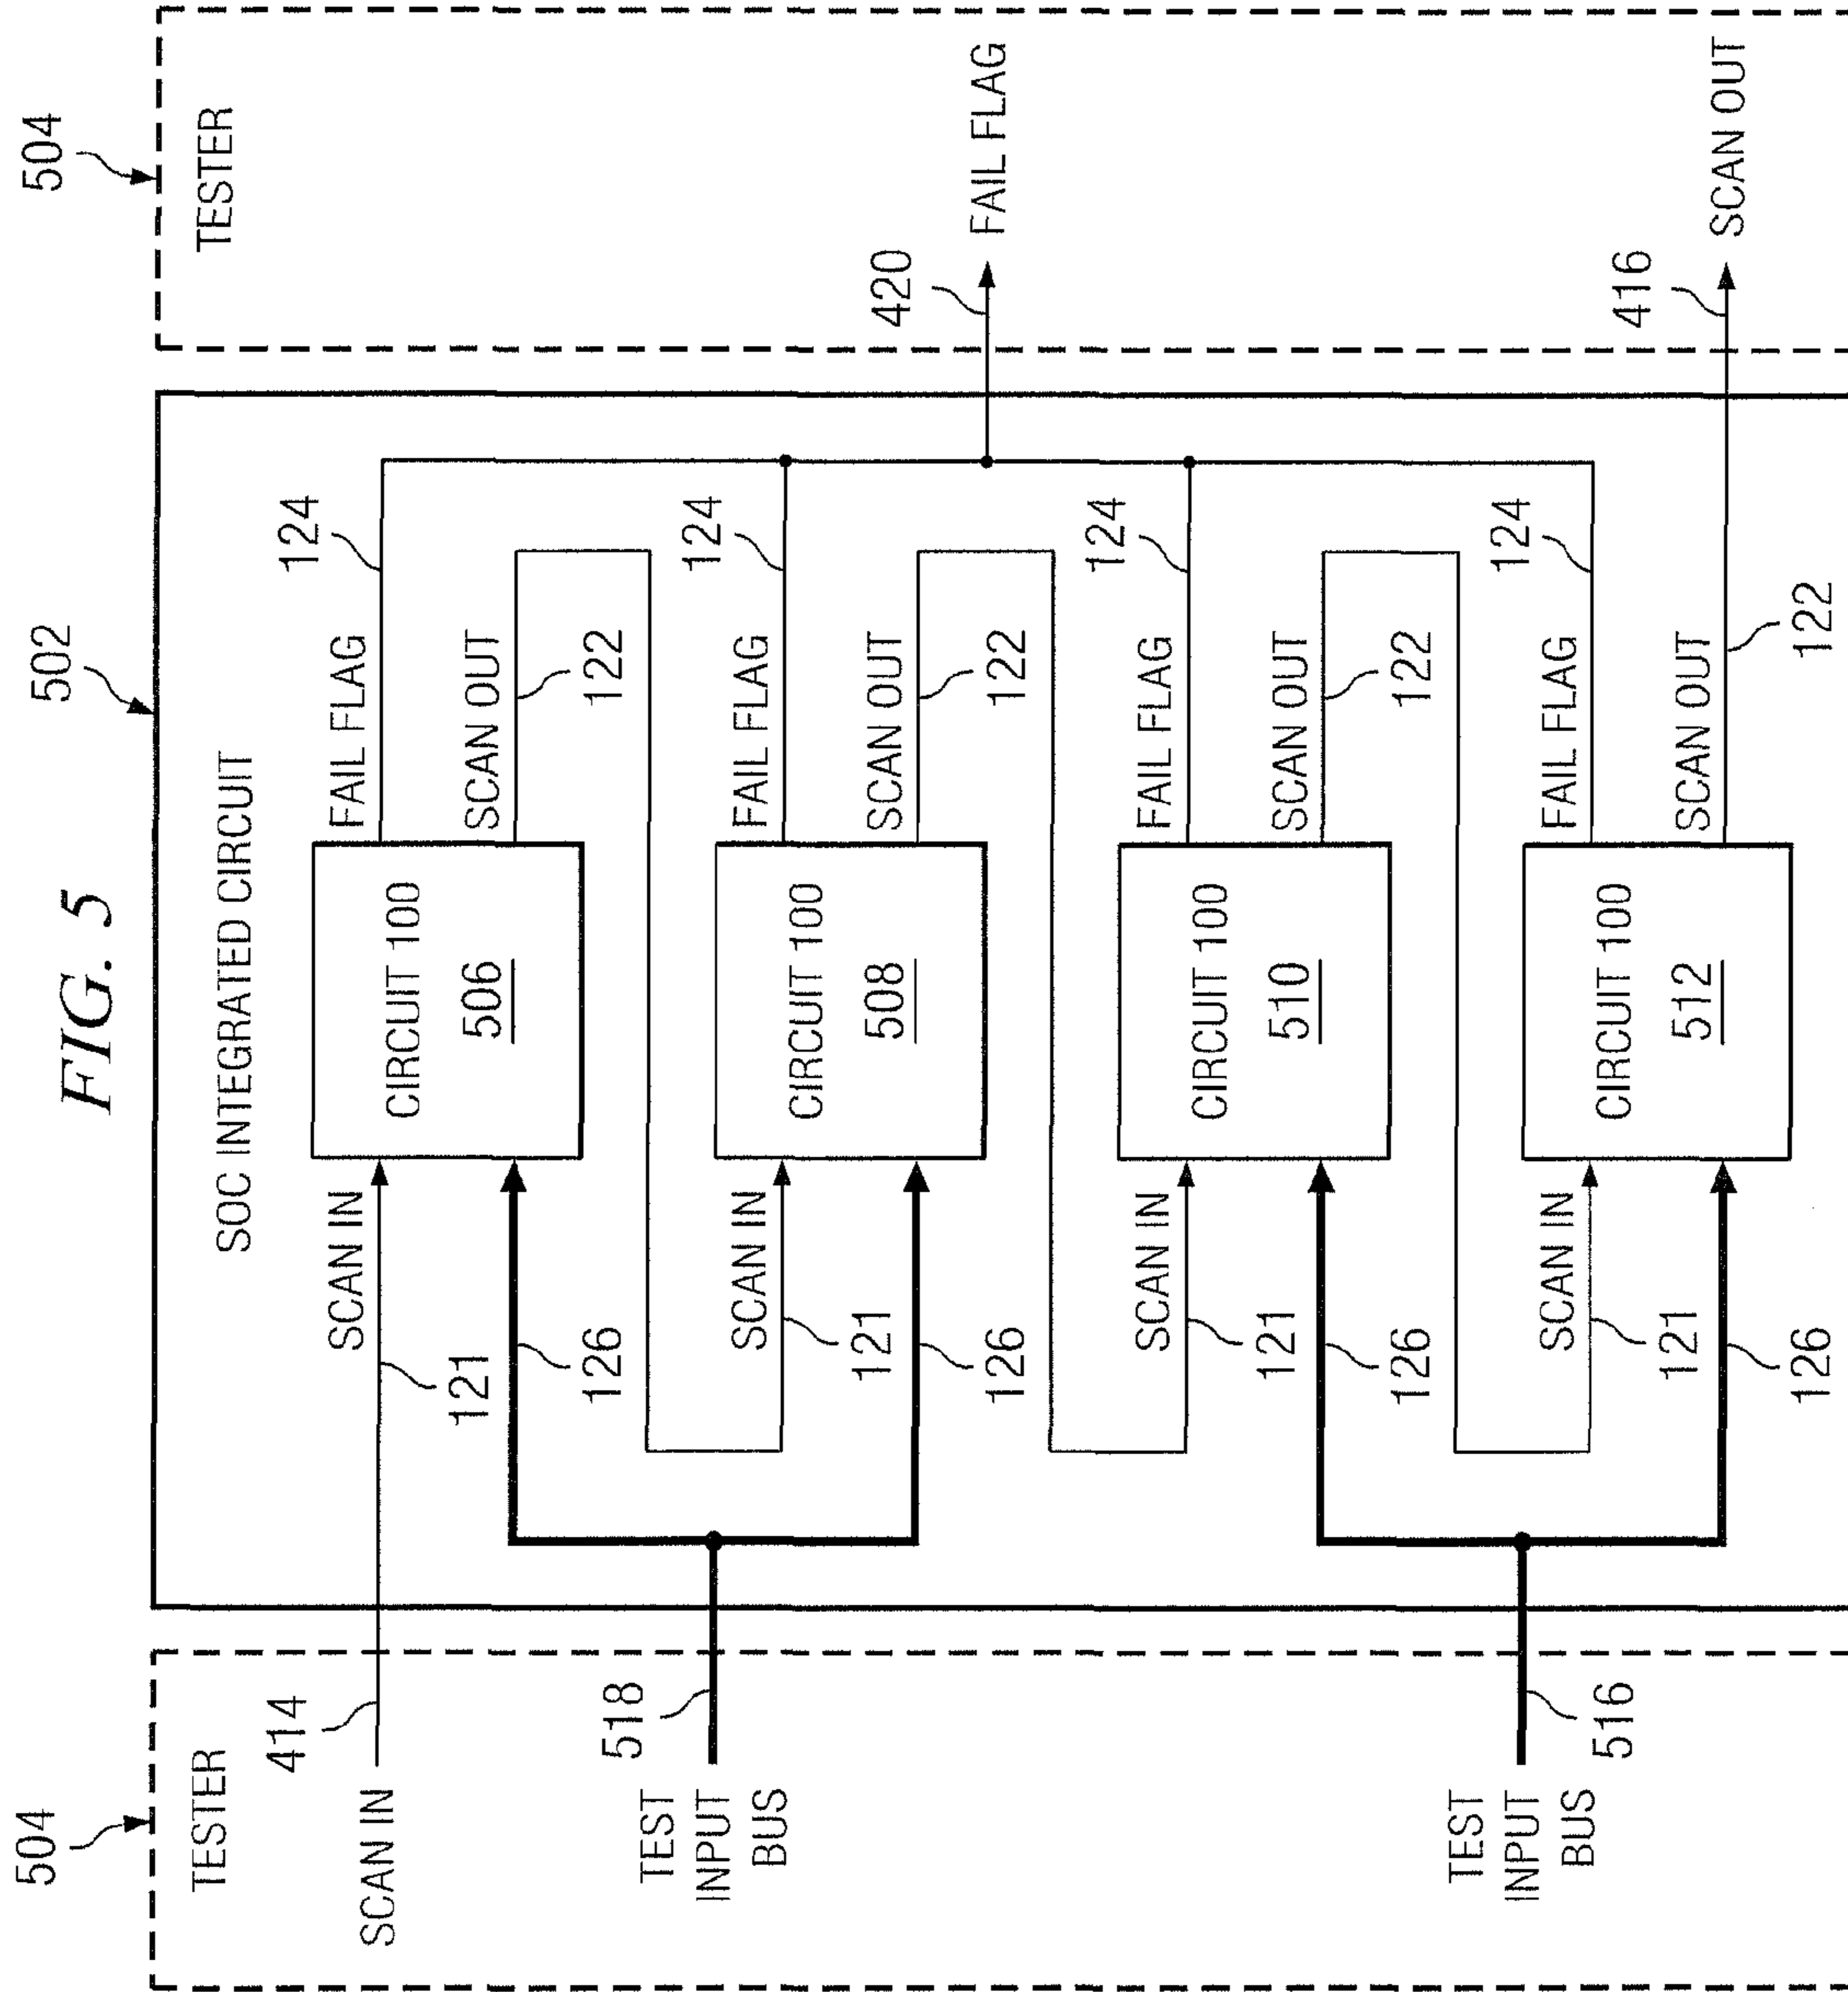 FIG. 5
504
TESTER
SCAN IN
414
TEST
INPUT
BUS
518
TEST
INPUT
BUS
516
502
SOC INTEGRATED CIRCUIT
121
SCAN IN
126
CIRCUIT 100
506
FAIL FLAG
124
SCAN OUT
122
SCAN IN
121
126
CIRCUIT 100
508
FAIL FLAG
124
SCAN OUT
122
SCAN IN
121
126
CIRCUIT 100
510
FAIL FLAG
124
SCAN OUT
122
SCAN IN
121
126
CIRCUIT 100
512
FAIL FLAG
124
SCAN OUT
122
504
TESTER
420
FAIL FLAG
416
SCAN OUT